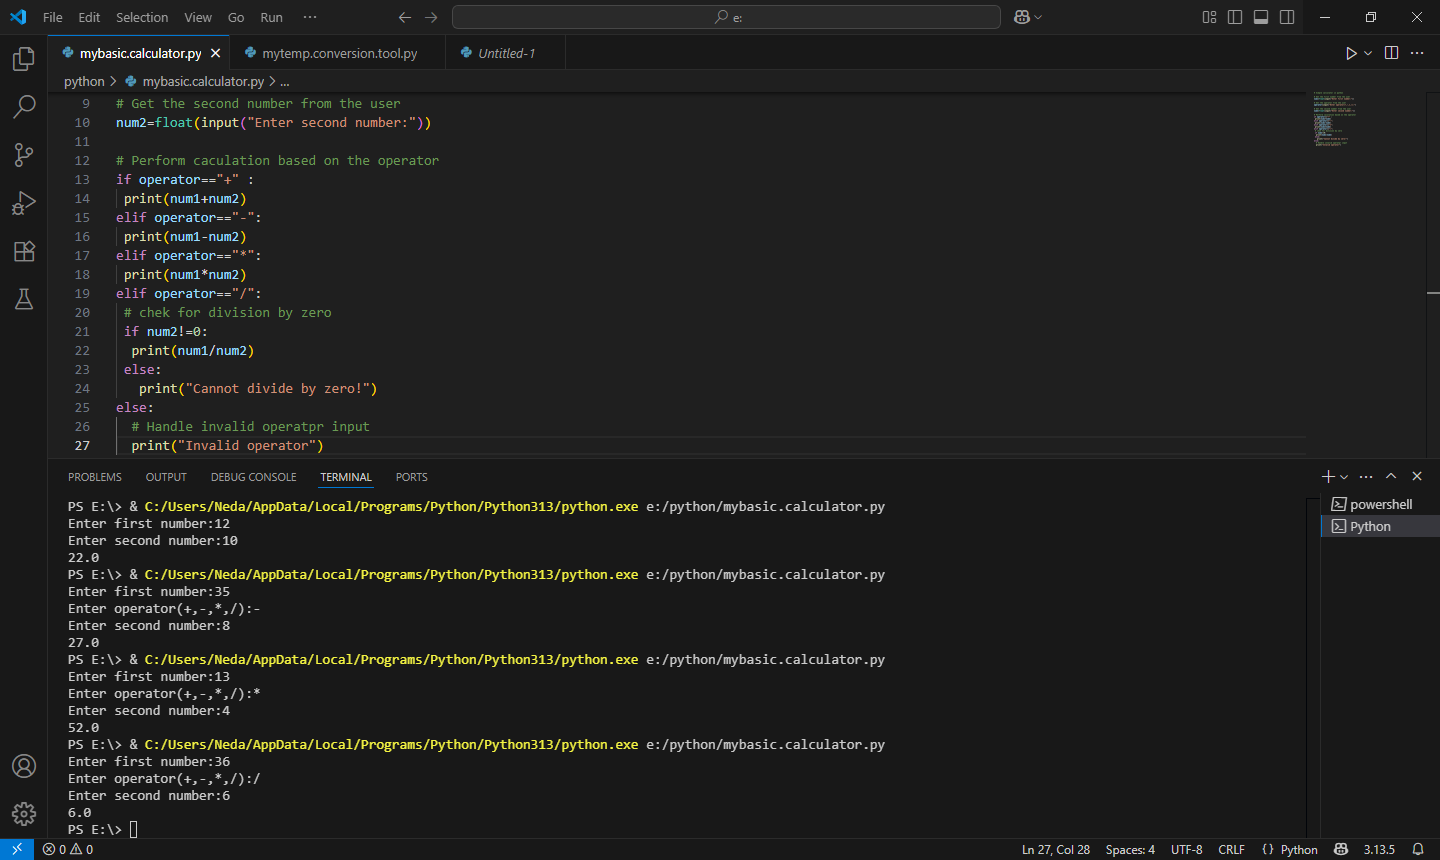 File Edit Selection View Go Run ··· e:
mybasic.calculator.py mytemp.conversion.tool.py Untitled-1
python > mybasic.calculator.py > ...
9 # Get the second number from the user
10 num2=float(input("Enter second number:"))
11
12 # Perform caculation based on the operator
13 if operator=="+" :
14 print(num1+num2)
15 elif operator=="-":
16 print(num1-num2)
17 elif operator=="*":
18 print(num1*num2)
19 elif operator=="/":
20 # chek for division by zero
21 if num2!=0:
22 print(num1/num2)
23 else:
24 print("Cannot divide by zero!")
25 else:
26 # Handle invalid operatpr input
27 print("Invalid operator")
PROBLEMS OUTPUT DEBUG CONSOLE TERMINAL PORTS
powershell
Python
PS E:\> & C:/Users/Neda/AppData/Local/Programs/Python/Python313/python.exe e:/python/mybasic.calculator.py
Enter first number:12
Enter second number:10
22.0
PS E:\> & C:/Users/Neda/AppData/Local/Programs/Python/Python313/python.exe e:/python/mybasic.calculator.py
Enter first number:35
Enter operator(+,-,*,/):-
Enter second number:8
27.0
PS E:\> & C:/Users/Neda/AppData/Local/Programs/Python/Python313/python.exe e:/python/mybasic.calculator.py
Enter first number:13
Enter operator(+,-,*,/):*
Enter second number:4
52.0
PS E:\> & C:/Users/Neda/AppData/Local/Programs/Python/Python313/python.exe e:/python/mybasic.calculator.py
Enter first number:36
Enter operator(+,-,*,/):/
Enter second number:6
6.0
PS E:\>
0 0 Ln 27, Col 28 Spaces: 4 UTF-8 CRLF {} Python 3.13.5